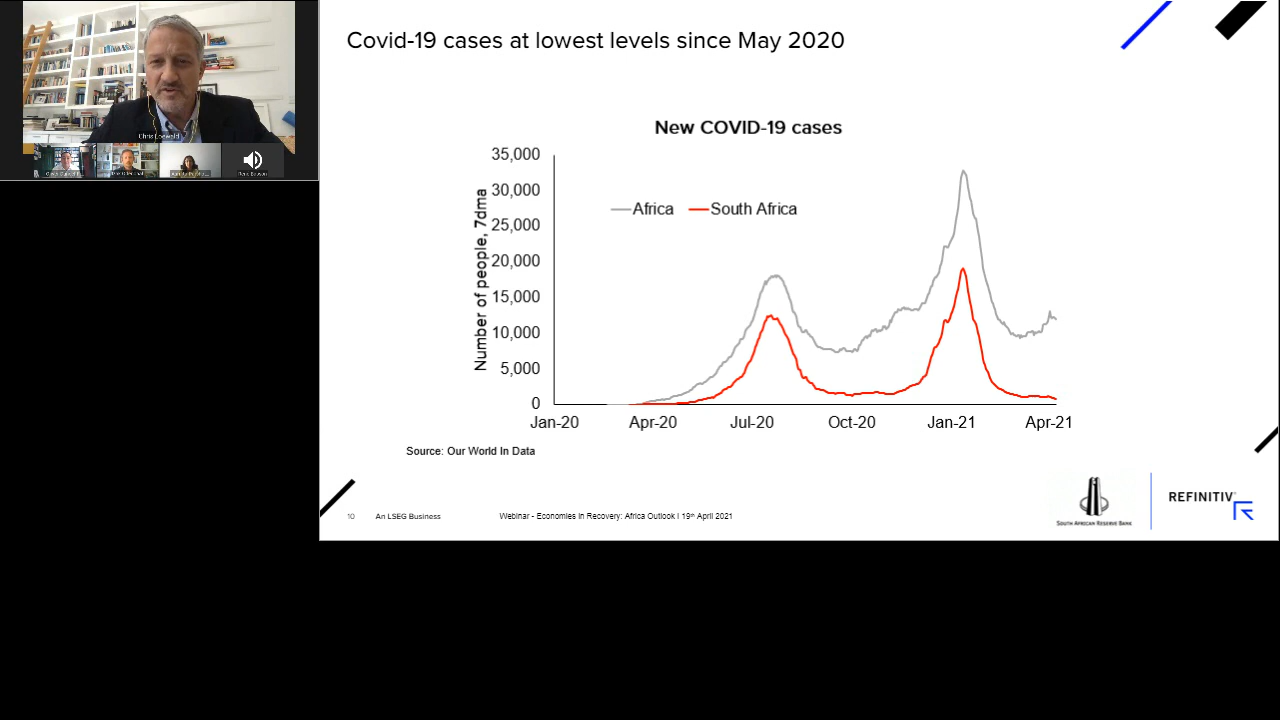 Covid-19 cases at lowest levels since May 2020
Chris Loewald
New COVID-19 cases
Number of people, 7dma
35,000
30,000
25,000
20,000
15,000
10,000
5,000
0
Africa
South Africa
Jan-20 Apr-20 Jul-20 Oct-20 Jan-21 Apr-21
Source: Our World In Data
10 An LSEG Business Webinar - Economies in Recovery: Africa Outlook I 19th April 2021
SOUTH AFRICAN RESERVE BANK
REFINITIV